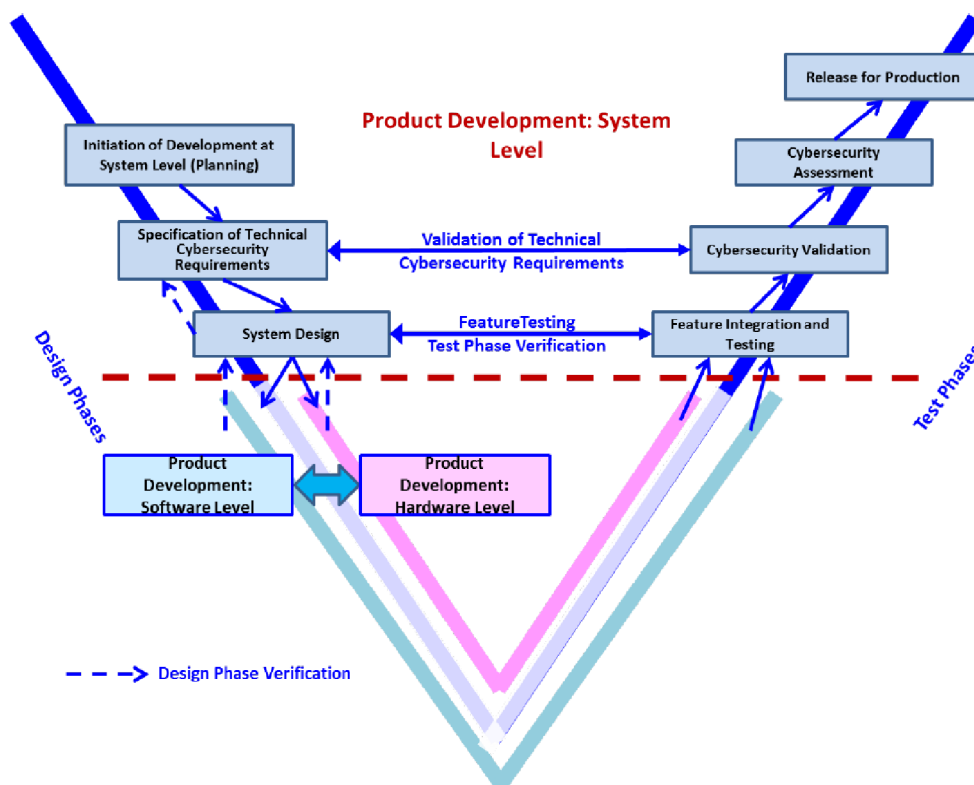 Release for Production
Product Development: System
Level
Initiation of Development at
System Level (Planning)
Cybersecurity
Assessment
Specification of Technical
Cybersecurity
Requirements
Validation of Technical
Cybersecurity Requirements
Cybersecurity Validation
System Design
FeatureTesting
Test Phase Verification
Feature Integration and
Testing
Design Phases
Test Phases
Product
Development:
Software Level
Product
Development:
Hardware Level
Design Phase Verification